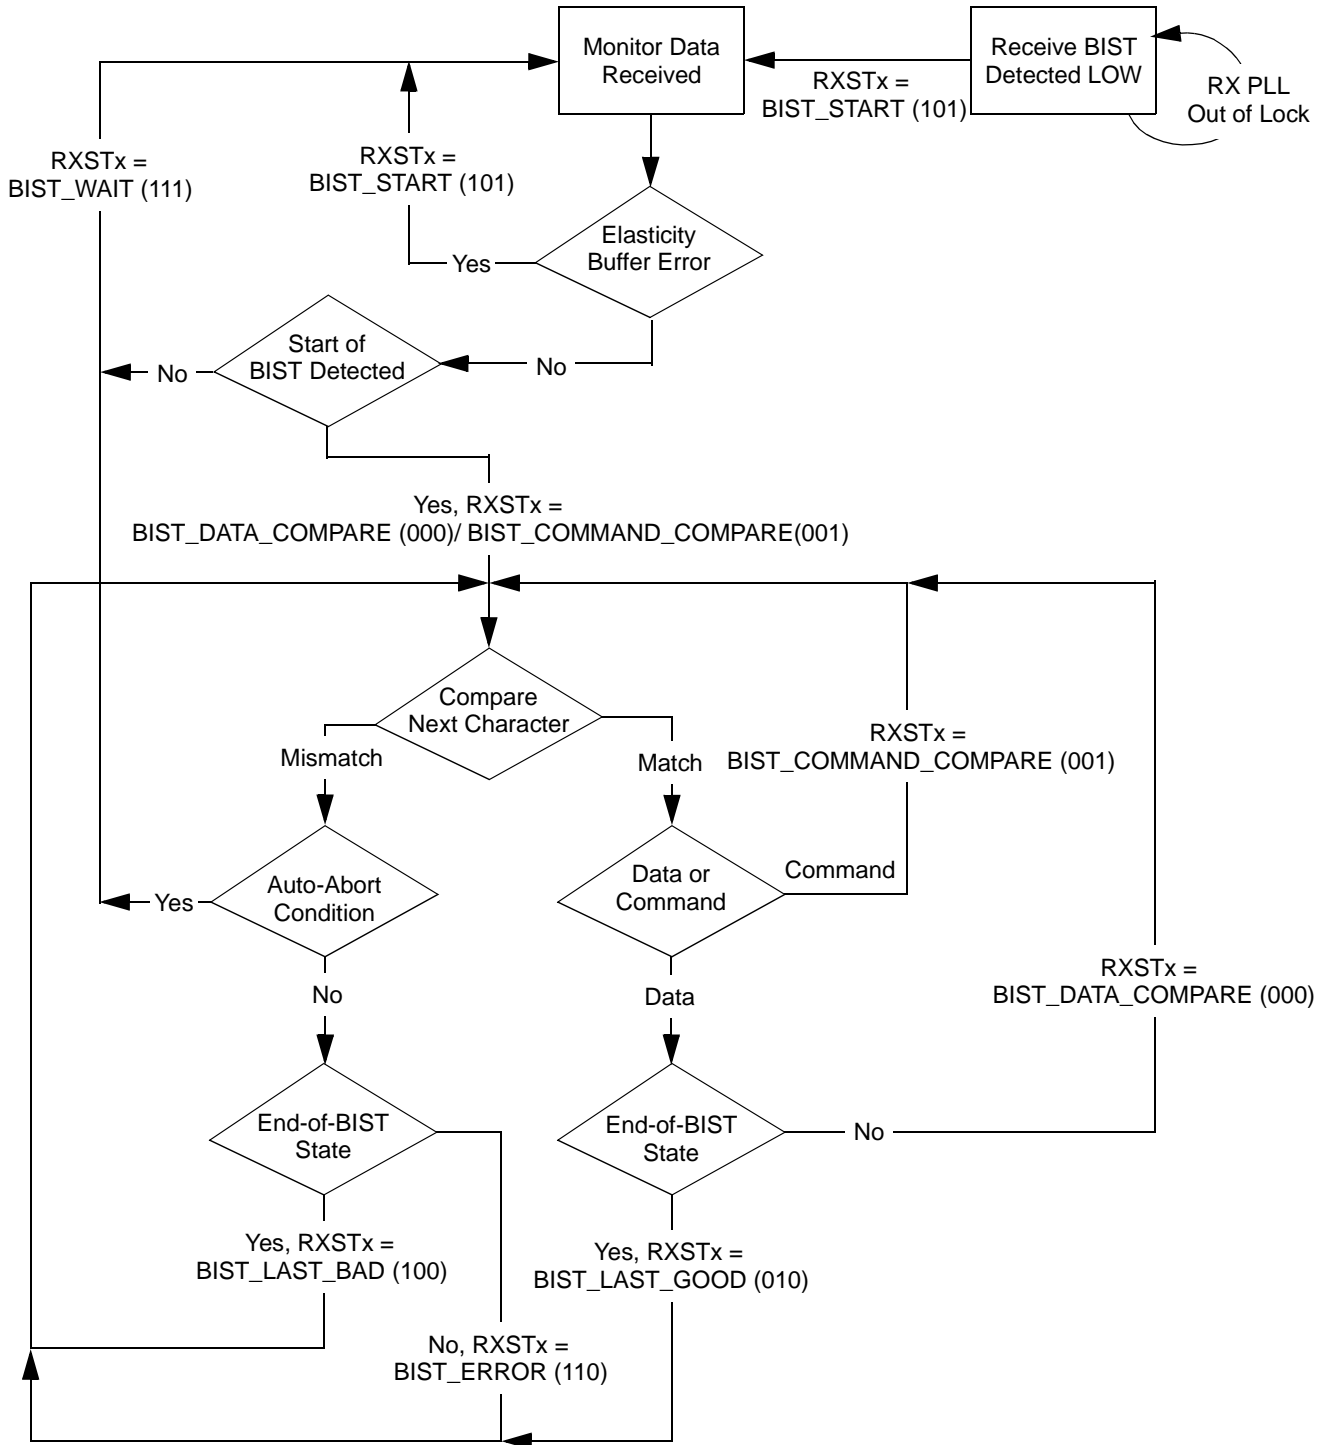 Monitor Data
Received
Receive BIST
Detected LOW
RX PLL
Out of Lock
RXSTx =
BIST_START (101)
RXSTx =
BIST_WAIT (111)
RXSTx =
BIST_START (101)
Elasticity
Buffer Error
Yes
Start of
BIST Detected
No
No
Yes, RXSTx =
BIST_DATA_COMPARE (000)/ BIST_COMMAND_COMPARE(001)
Compare
Next Character
Mismatch
Match
RXSTx =
BIST_COMMAND_COMPARE (001)
Auto-Abort
Condition
Yes
Data or
Command
Command
No
Data
RXSTx =
BIST_DATA_COMPARE (000)
End-of-BIST
State
End-of-BIST
State
No
Yes, RXSTx =
BIST_LAST_BAD (100)
Yes, RXSTx =
BIST_LAST_GOOD (010)
No, RXSTx =
BIST_ERROR (110)